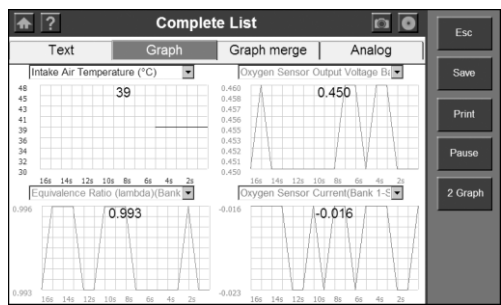 Complete List
Esc
Text Graph Graph merge Analog
Save
Intake Air Temperature (°C)
Oxygen Sensor Output Voltage Ba
39
0.450
48
45
43
41
39
36
34
32
30
0.460
0.458
0.457
0.456
0.455
0.453
0.452
0.451
0.450
Print
Pause
16s 14s 12s 10s 8s 6s 4s 2s
16s 14s 12s 10s 8s 6s 4s 2s
Equivalence Ratio (lambda)(Bank
Oxygen Sensor Current(Bank 1-S
2 Graph
0.996
0.993
-0.016
-0.016
0.993
-0.023
16s 14s 12s 10s 8s 6s 4s 2s
16s 14s 12s 10s 8s 6s 4s 2s